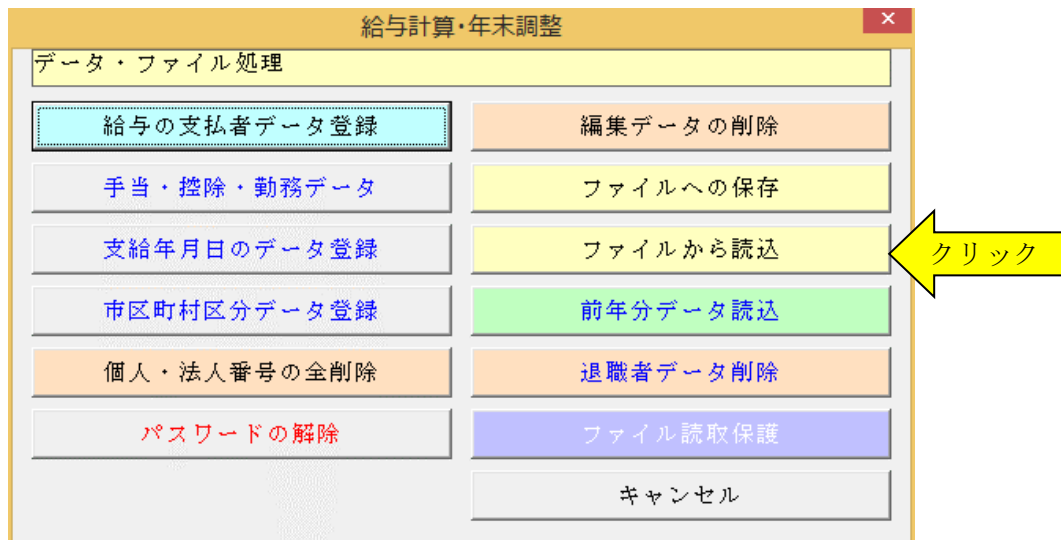 給与計算・年末調整
データ・ファイル処理
給与の支払者データ登録
編集データの削除
手当・控除・勤務データ
ファイルへの保存
支給年月日のデータ登録
ファイルから読込
クリック
市区町村区分データ登録
前年分データ読込
個人・法人番号の全削除
退職者データ削除
パスワードの解除
ファイル読取保護
キャンセル